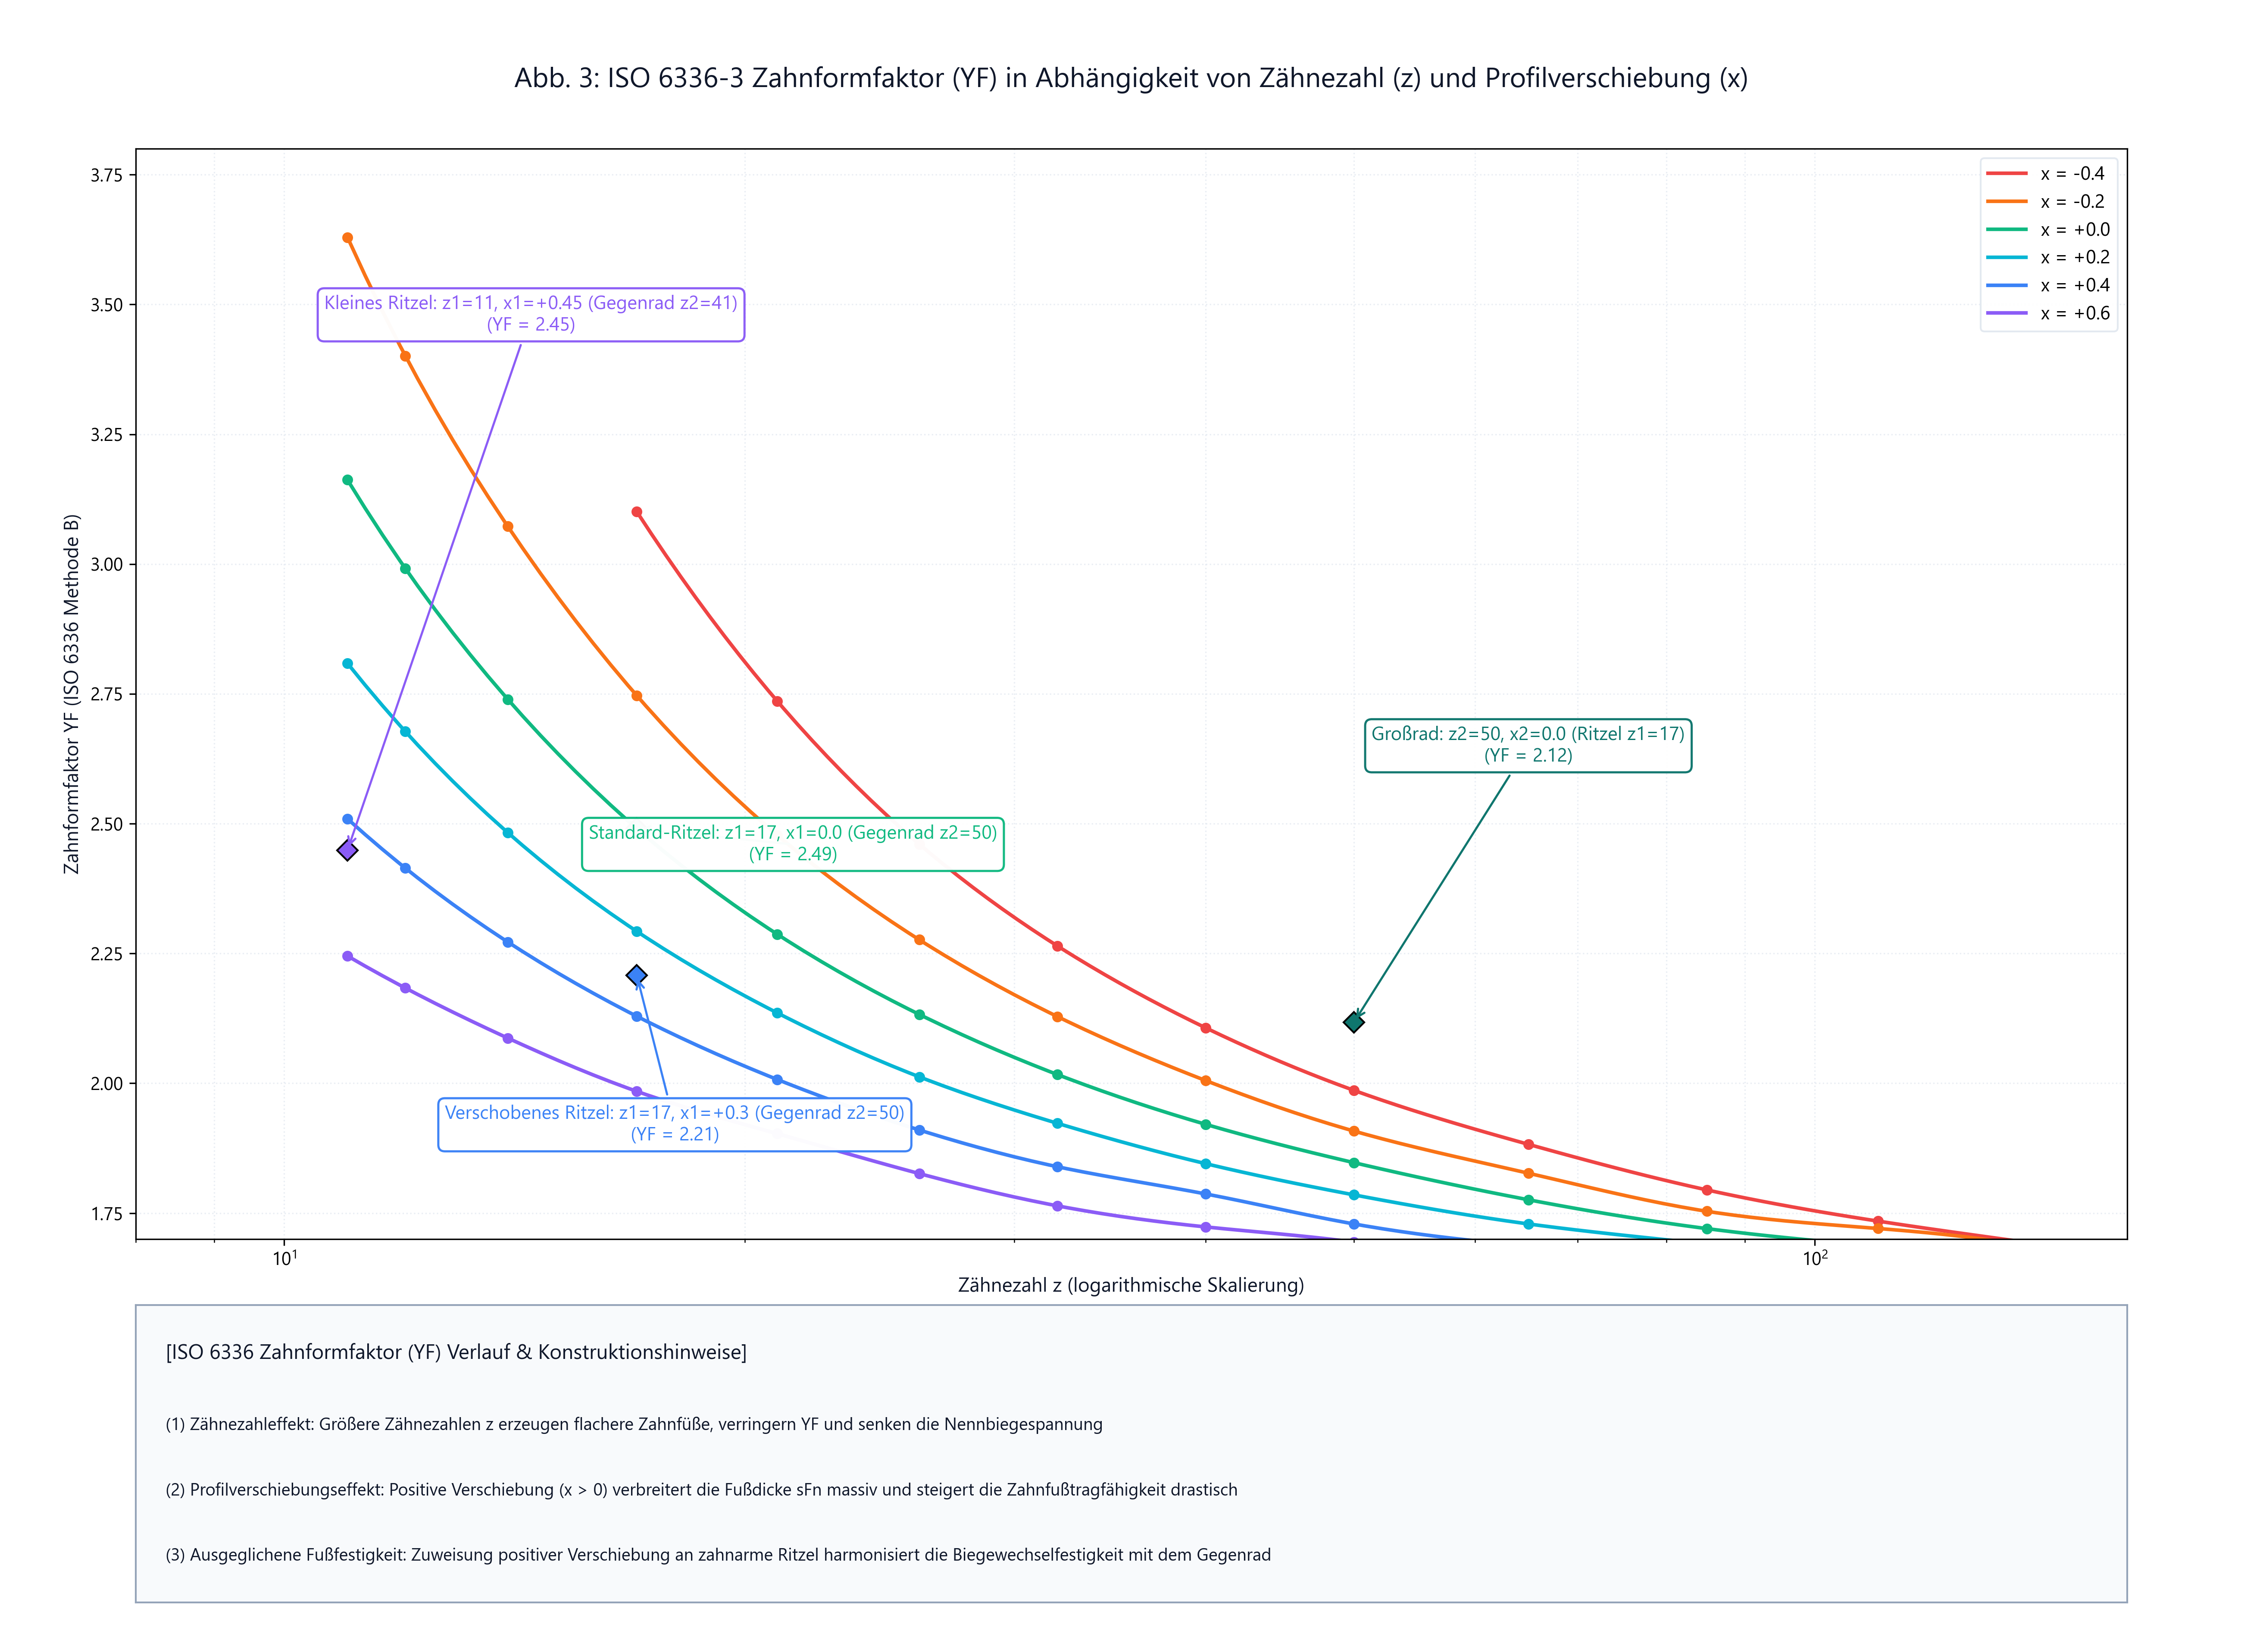 Abb. 3: ISO 6336-3 Zahnformfaktor (YF) in Abhängigkeit von Zähnezahl (z) und Profilverschiebung (x)
Zahnformfaktor YF (ISO 6336 Methode B)
3.75
3.50
3.25
3.00
2.75
2.50
2.25
2.00
1.75
x = -0.4
x = -0.2
x = +0.0
x = +0.2
x = +0.4
x = +0.6
Kleines Ritzel: z1=11, x1=+0.45 (Gegenrad z2=41)
(YF = 2.45)
Großrad: z2=50, x2=0.0 (Ritzel z1=17)
(YF = 2.12)
Standard-Ritzel: z1=17, x1=0.0 (Gegenrad z2=50)
(YF = 2.49)
Verschobenes Ritzel: z1=17, x1=+0.3 (Gegenrad z2=50)
(YF = 2.21)
10¹
10²
Zähnezahl z (logarithmische Skalierung)
[ISO 6336 Zahnformfaktor (YF) Verlauf & Konstruktionshinweise]
(1) Zähnezahleffekt: Größere Zähnezahlen z erzeugen flachere Zahnfüße, verringern YF und senken die Nennbiegespannung
(2) Profilverschiebungseffekt: Positive Verschiebung (x > 0) verbreitert die Fußdicke sFn massiv und steigert die Zahnfußtragfähigkeit drastisch
(3) Ausgeglichene Fußfestigkeit: Zuweisung positiver Verschiebung an zahnarme Ritzel harmonisiert die Biegewechselfestigkeit mit dem Gegenrad